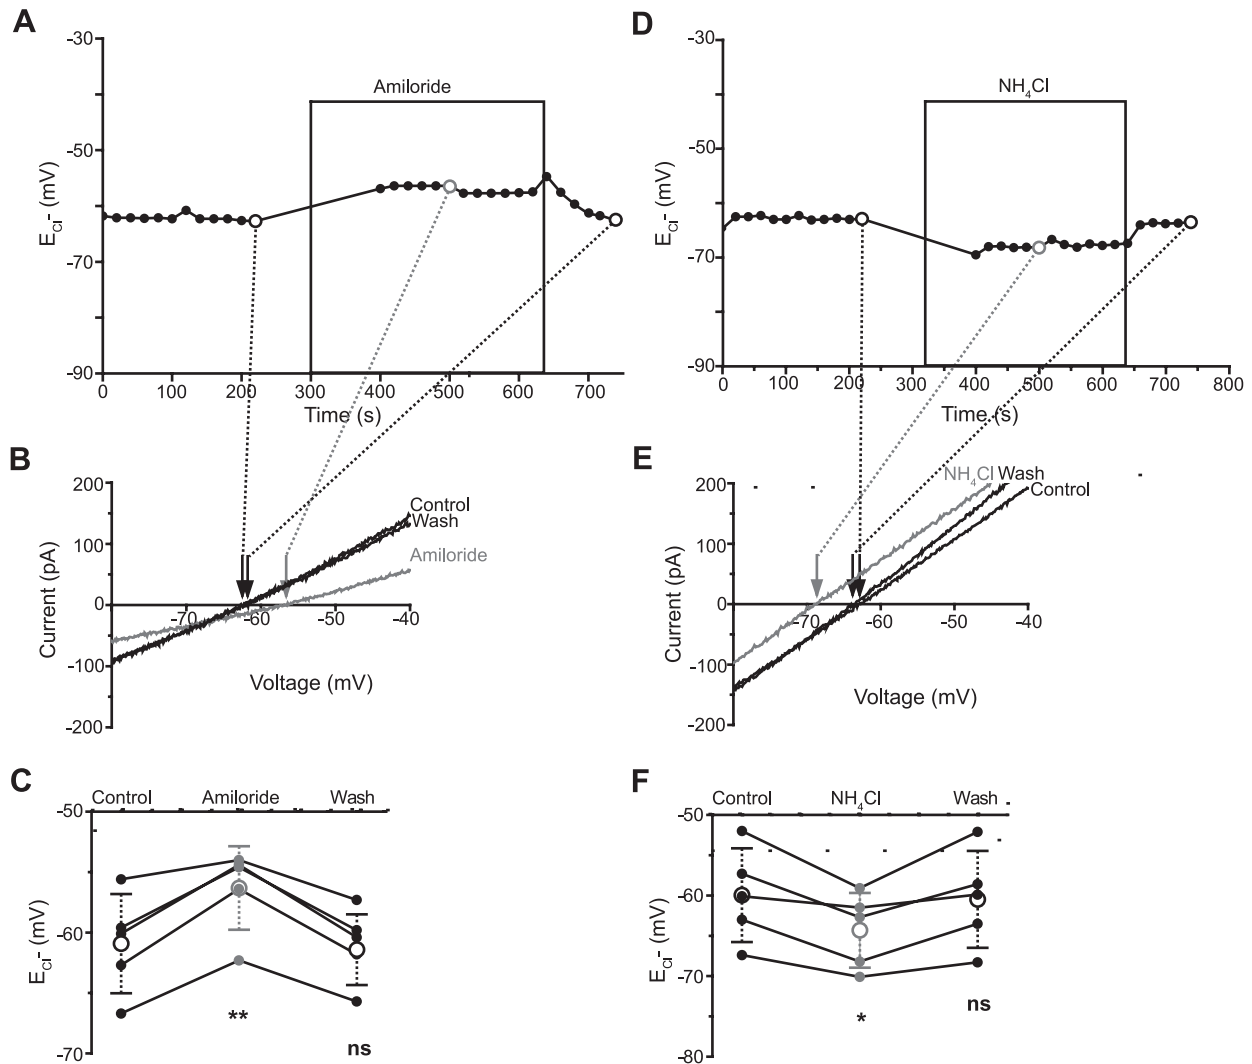 A
-30
-50
-70
-90
E_Cl⁻ (mV)
Amiloride
0
100
200
300
400
500
600
700
Time (s)
D
-30
-50
-70
-90
E_Cl⁻ (mV)
NH₄Cl
0
100
200
300
400
500
600
700
800
Time (s)
B
200
100
0
-100
-200
Current (pA)
-70
-60
-50
-40
Control
Wash
Amiloride
Voltage (mV)
E
200
100
0
-100
-200
Current (pA)
-70
-60
-50
-40
NH₄Cl Wash
Control
Voltage (mV)
C
Control Amiloride Wash
-50
-60
-70
E_Cl⁻ (mV)
**
ns
F
Control NH₄Cl Wash
-50
-60
-70
-80
E_Cl⁻ (mV)
*
ns